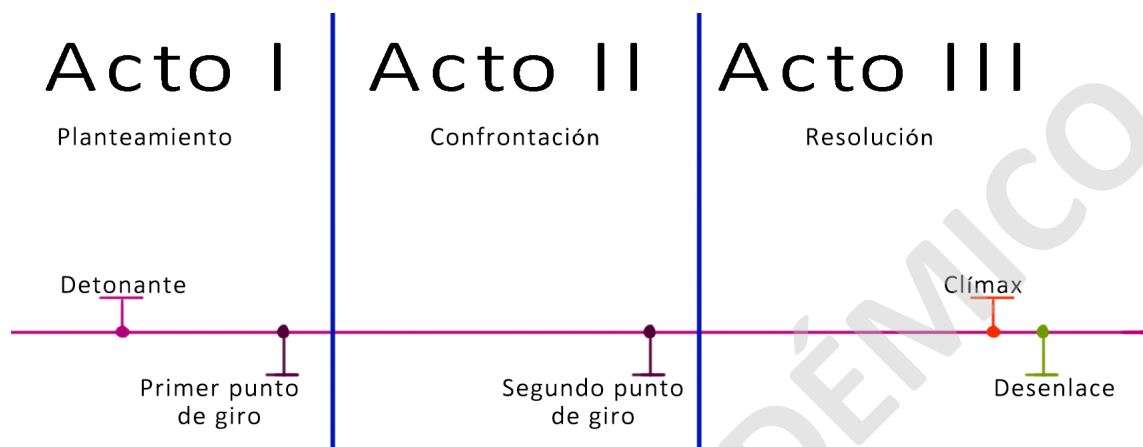 Acto I
Acto II
Acto III
Planteamiento
Confrontación
Resolución
Detonante
Clímax
Primer punto
de giro
Segundo punto
de giro
Desenlace
DÉMICO